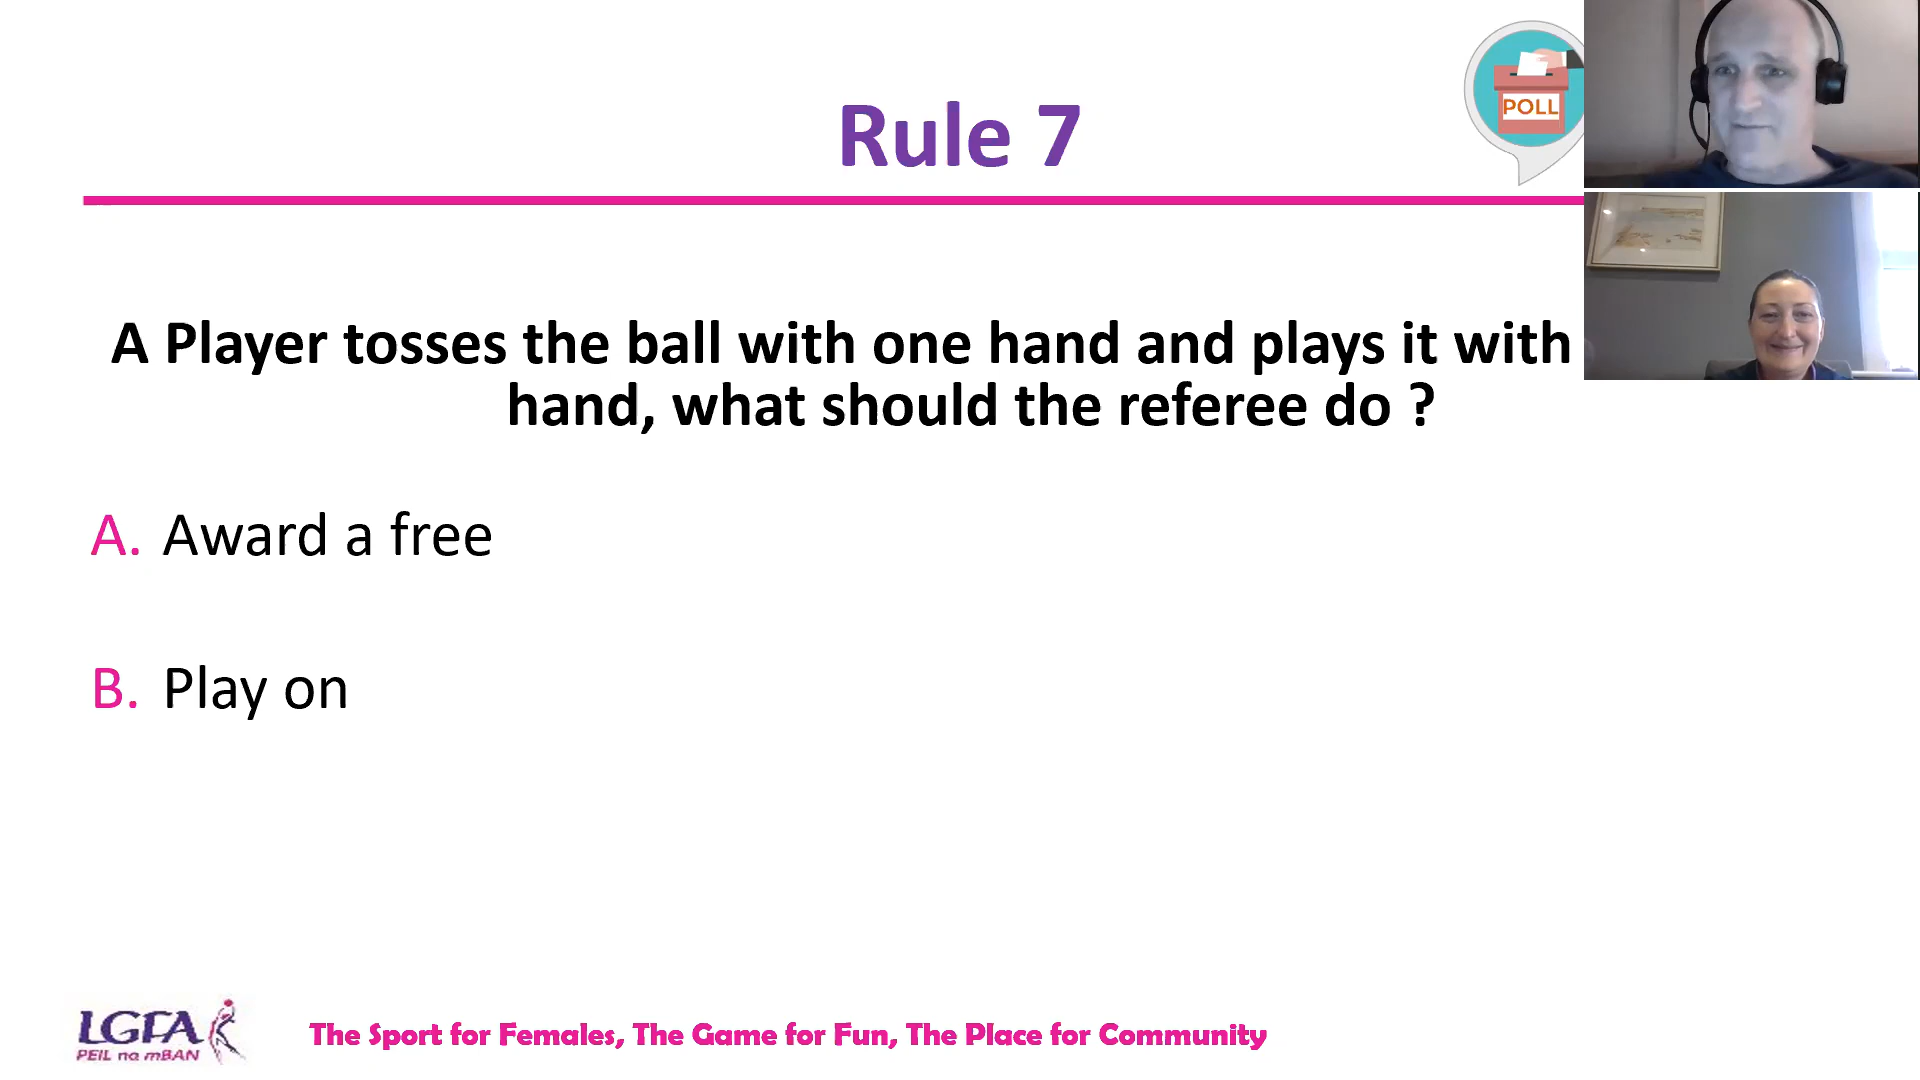 Rule 7
POLL
A Player tosses the ball with one hand and plays it with
hand, what should the referee do ?
A. Award a free
B. Play on
LGFA
PEIL na mBAN
The Sport for Females, The Game for Fun, The Place for Community